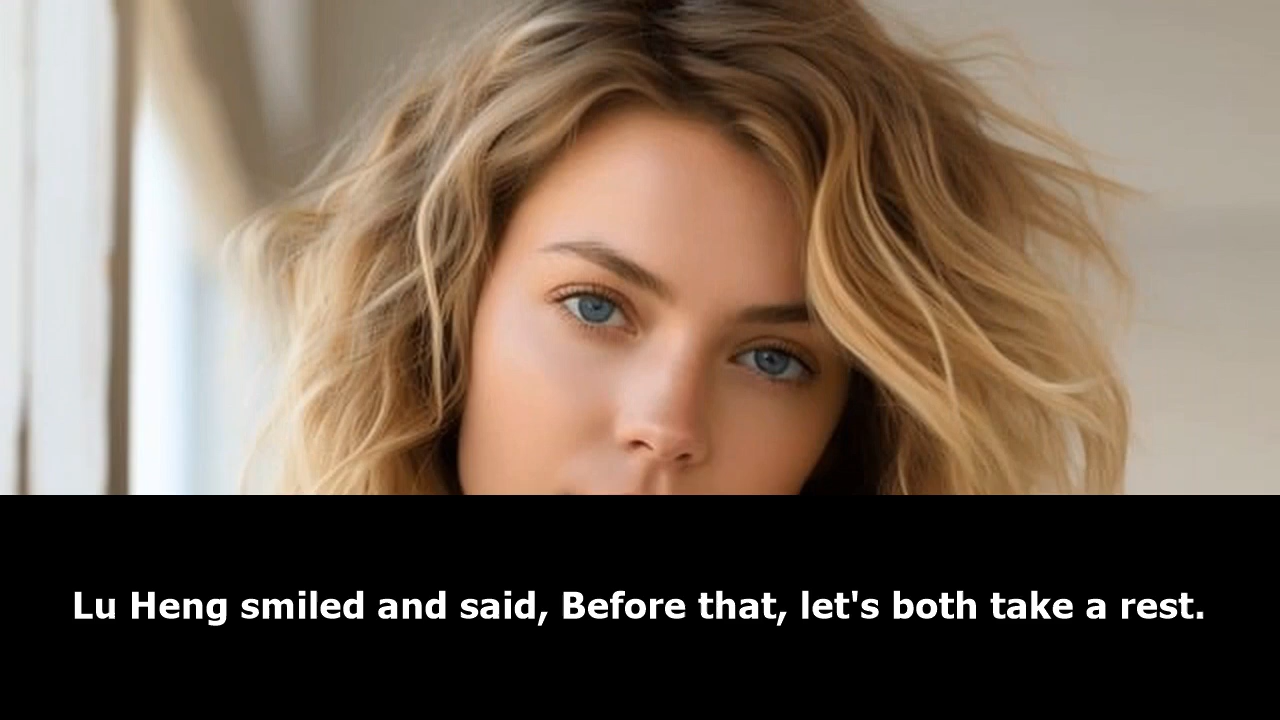 Lu Heng smiled and said, Before that, let's both take a rest.